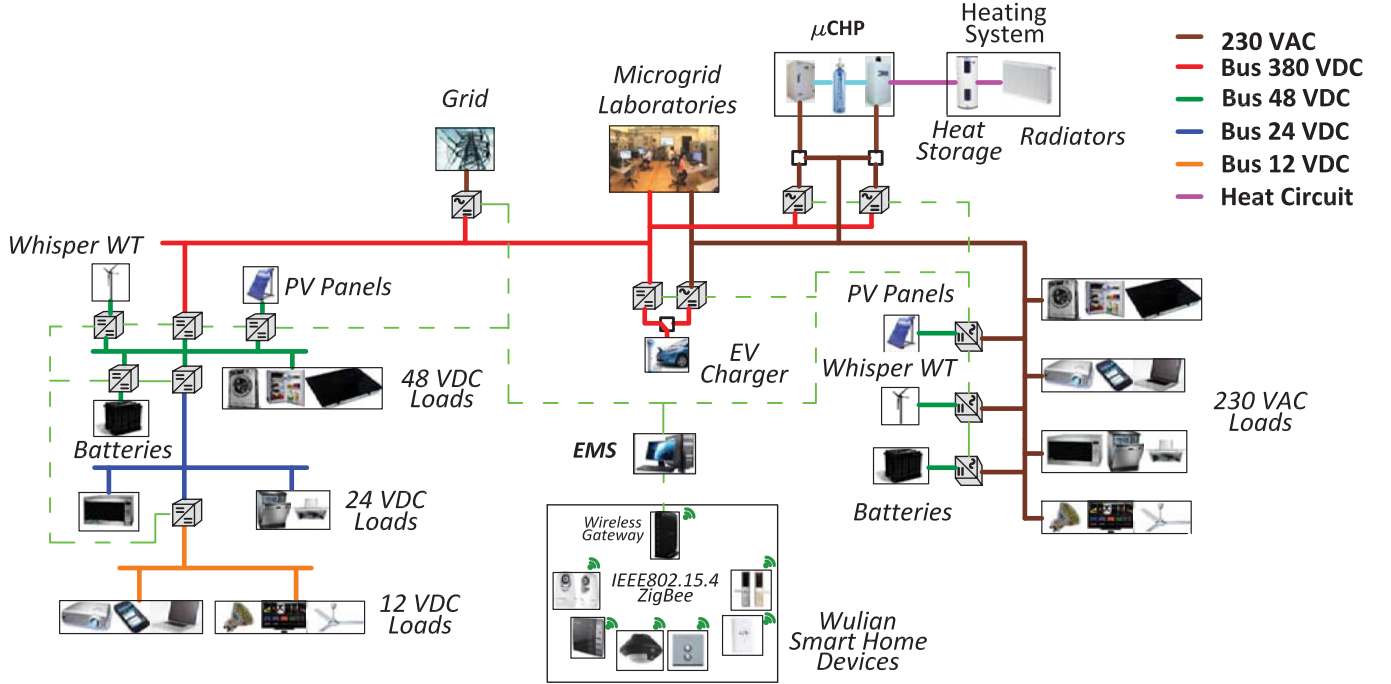 μCHP
Heating
System
230 VAC
Bus 380 VDC
Bus 48 VDC
Bus 24 VDC
Bus 12 VDC
Heat Circuit
Grid
Microgrid
Laboratories
Heat
Storage
Radiators
Whisper WT
PV Panels
PV Panels
Whisper WT
Batteries
EV
Charger
48 VDC
Loads
Batteries
230 VAC
Loads
24 VDC
Loads
EMS
12 VDC
Loads
Wireless
Gateway
IEEE802.15.4
ZigBee
Wulian
Smart Home
Devices